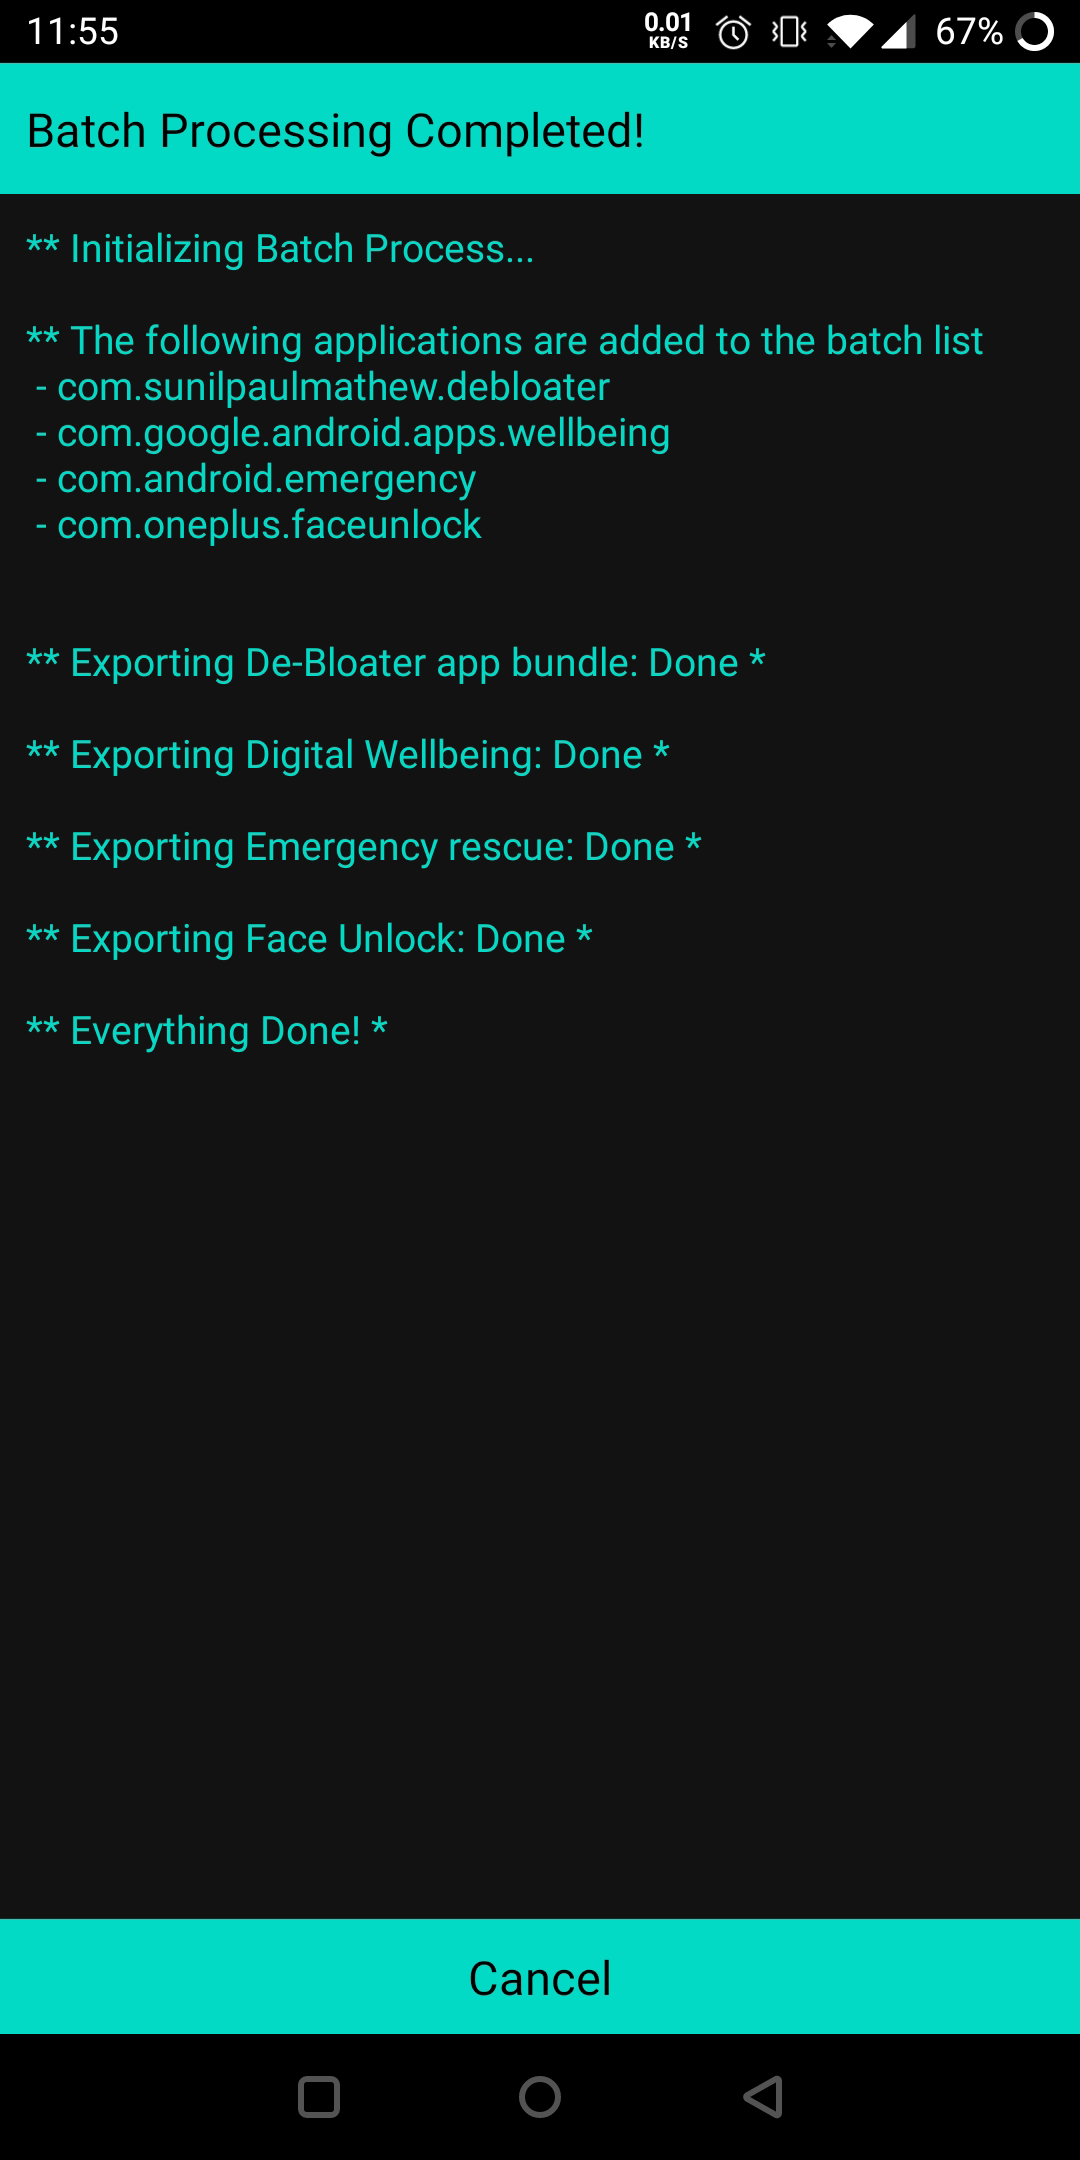 11:55
0.01
KB/S
67%
Batch Processing Completed!
** Initializing Batch Process...
** The following applications are added to the batch list
- com.sunilpaulmathew.debloater
- com.google.android.apps.wellbeing
- com.android.emergency
- com.oneplus.faceunlock
** Exporting De-Bloater app bundle: Done *
** Exporting Digital Wellbeing: Done *
** Exporting Emergency rescue: Done *
** Exporting Face Unlock: Done *
** Everything Done! *
Cancel